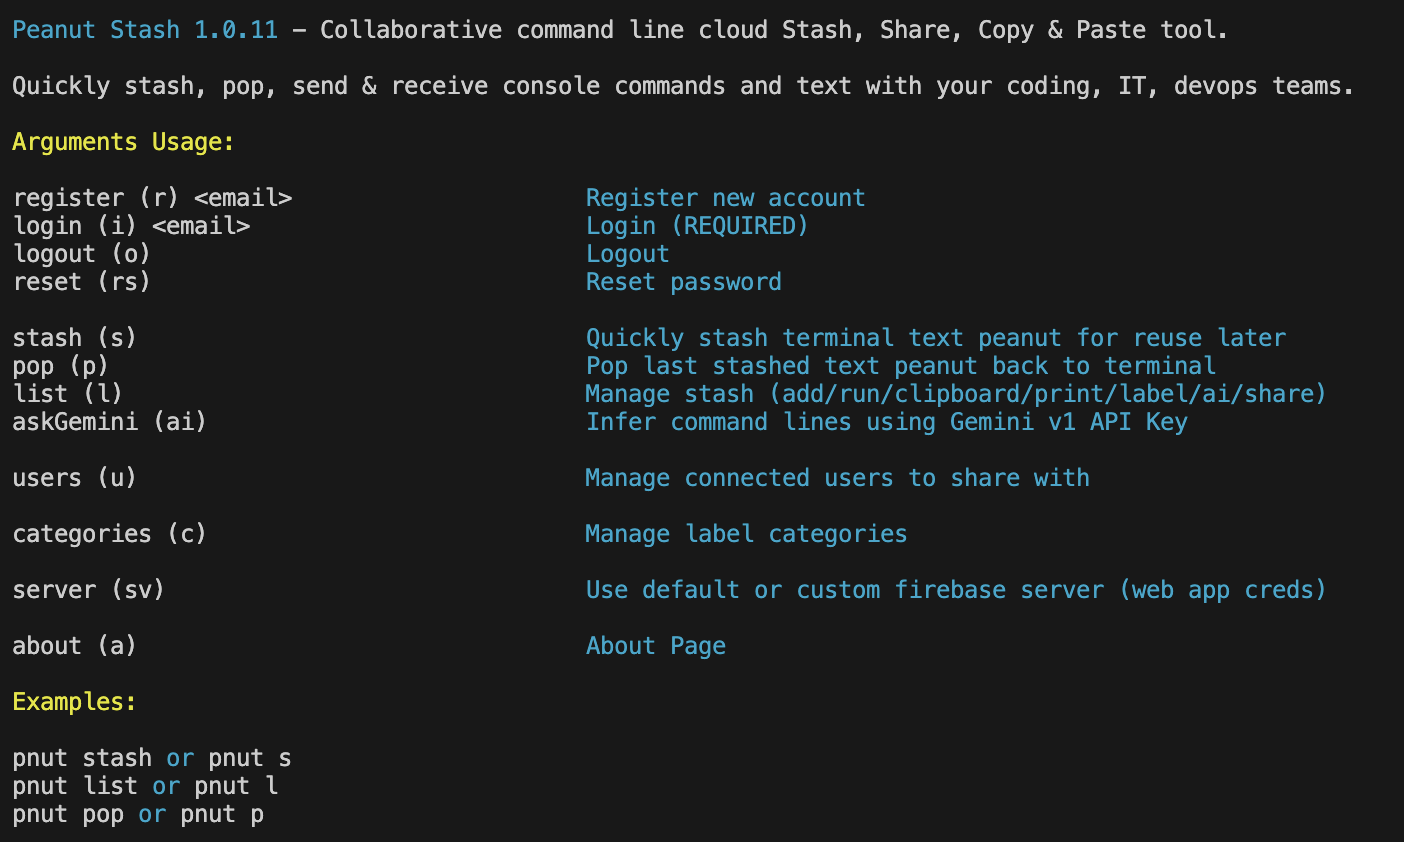 Peanut Stash 1.0.11 – Collaborative command line cloud Stash, Share, Copy & Paste tool.
Quickly stash, pop, send & receive console commands and text with your coding, IT, devops teams.
Arguments Usage:
register (r) <email> Register new account
login (i) <email> Login (REQUIRED)
logout (o) Logout
reset (rs) Reset password
stash (s) Quickly stash terminal text peanut for reuse later
pop (p) Pop last stashed text peanut back to terminal
list (l) Manage stash (add/run/clipboard/print/label/ai/share)
askGemini (ai) Infer command lines using Gemini v1 API Key
users (u) Manage connected users to share with
categories (c) Manage label categories
server (sv) Use default or custom firebase server (web app creds)
about (a) About Page
Examples:
pnut stash or pnut s
pnut list or pnut l
pnut pop or pnut p